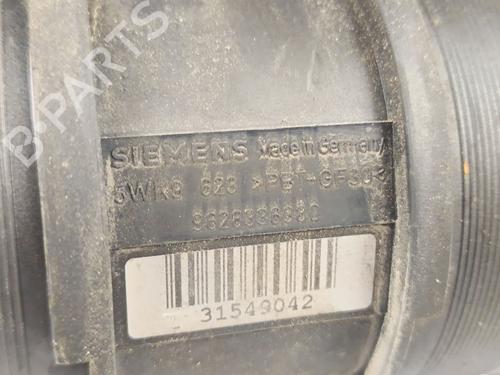 B-PARTS
SIEMENS Made in Germany
5WK9 623 >PBT-GF30<
9628336380
31549042